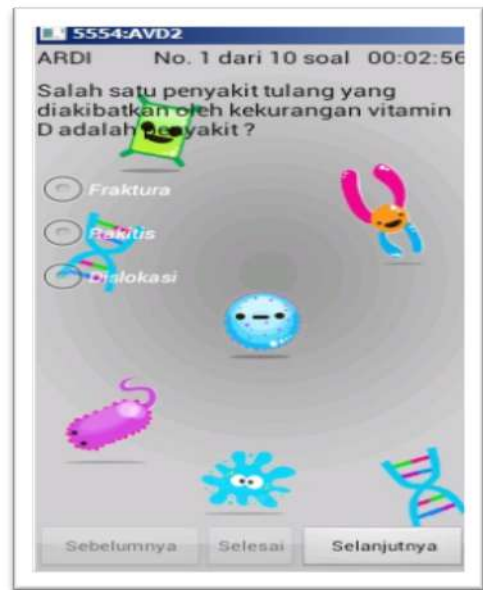 5554:AVD2
ARDI No. 1 dari 10 soal 00:02:56
Salah satu penyakit tulang yang
diakibatkan oleh kekurangan vitamin
D adalah penyakit ?
Fraktura
Rakitis
Dislokasi
Sebelumnya Selesai Selanjutnya